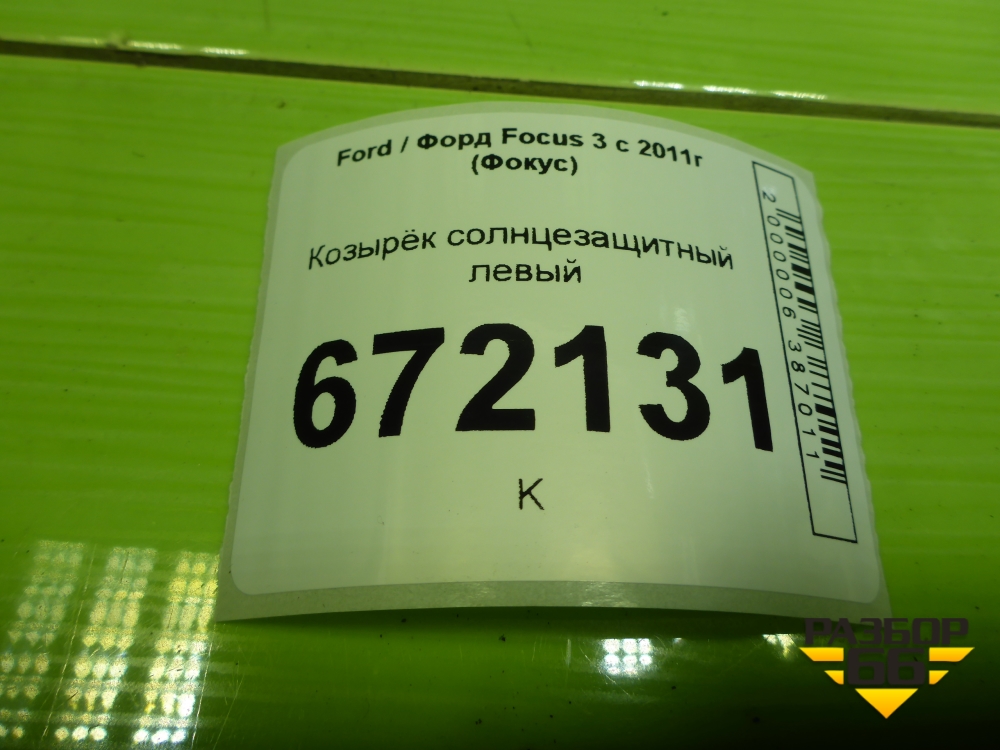 Ford / Форд Focus 3 с 2011г
(Фокус)
Козырёк солнцезащитный
левый
672131
К
2000006387011
РАЗБОР
66